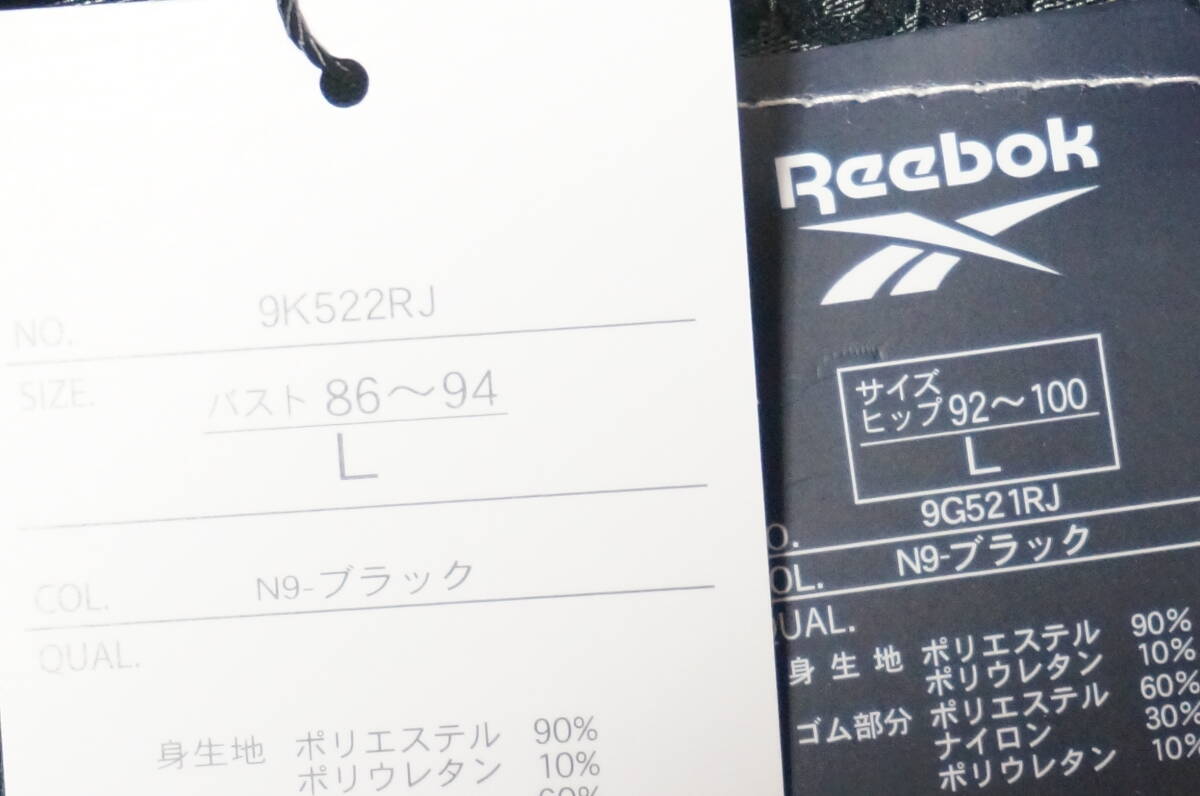 NO. 9K522RJ
SIZE. バスト 86～94
L
COL. N9-ブラック
QUAL.
身生地 ポリエステル 90%
ポリウレタン 10%
60%
Reebok
サイズ
ヒップ 92～100
L
O. 9G521RJ
OL. N9-ブラック
UAL.
身生地 ポリエステル 90%
ポリウレタン 10%
ゴム部分 ポリエステル 60%
ナイロン 30%
ポリウレタン 10%